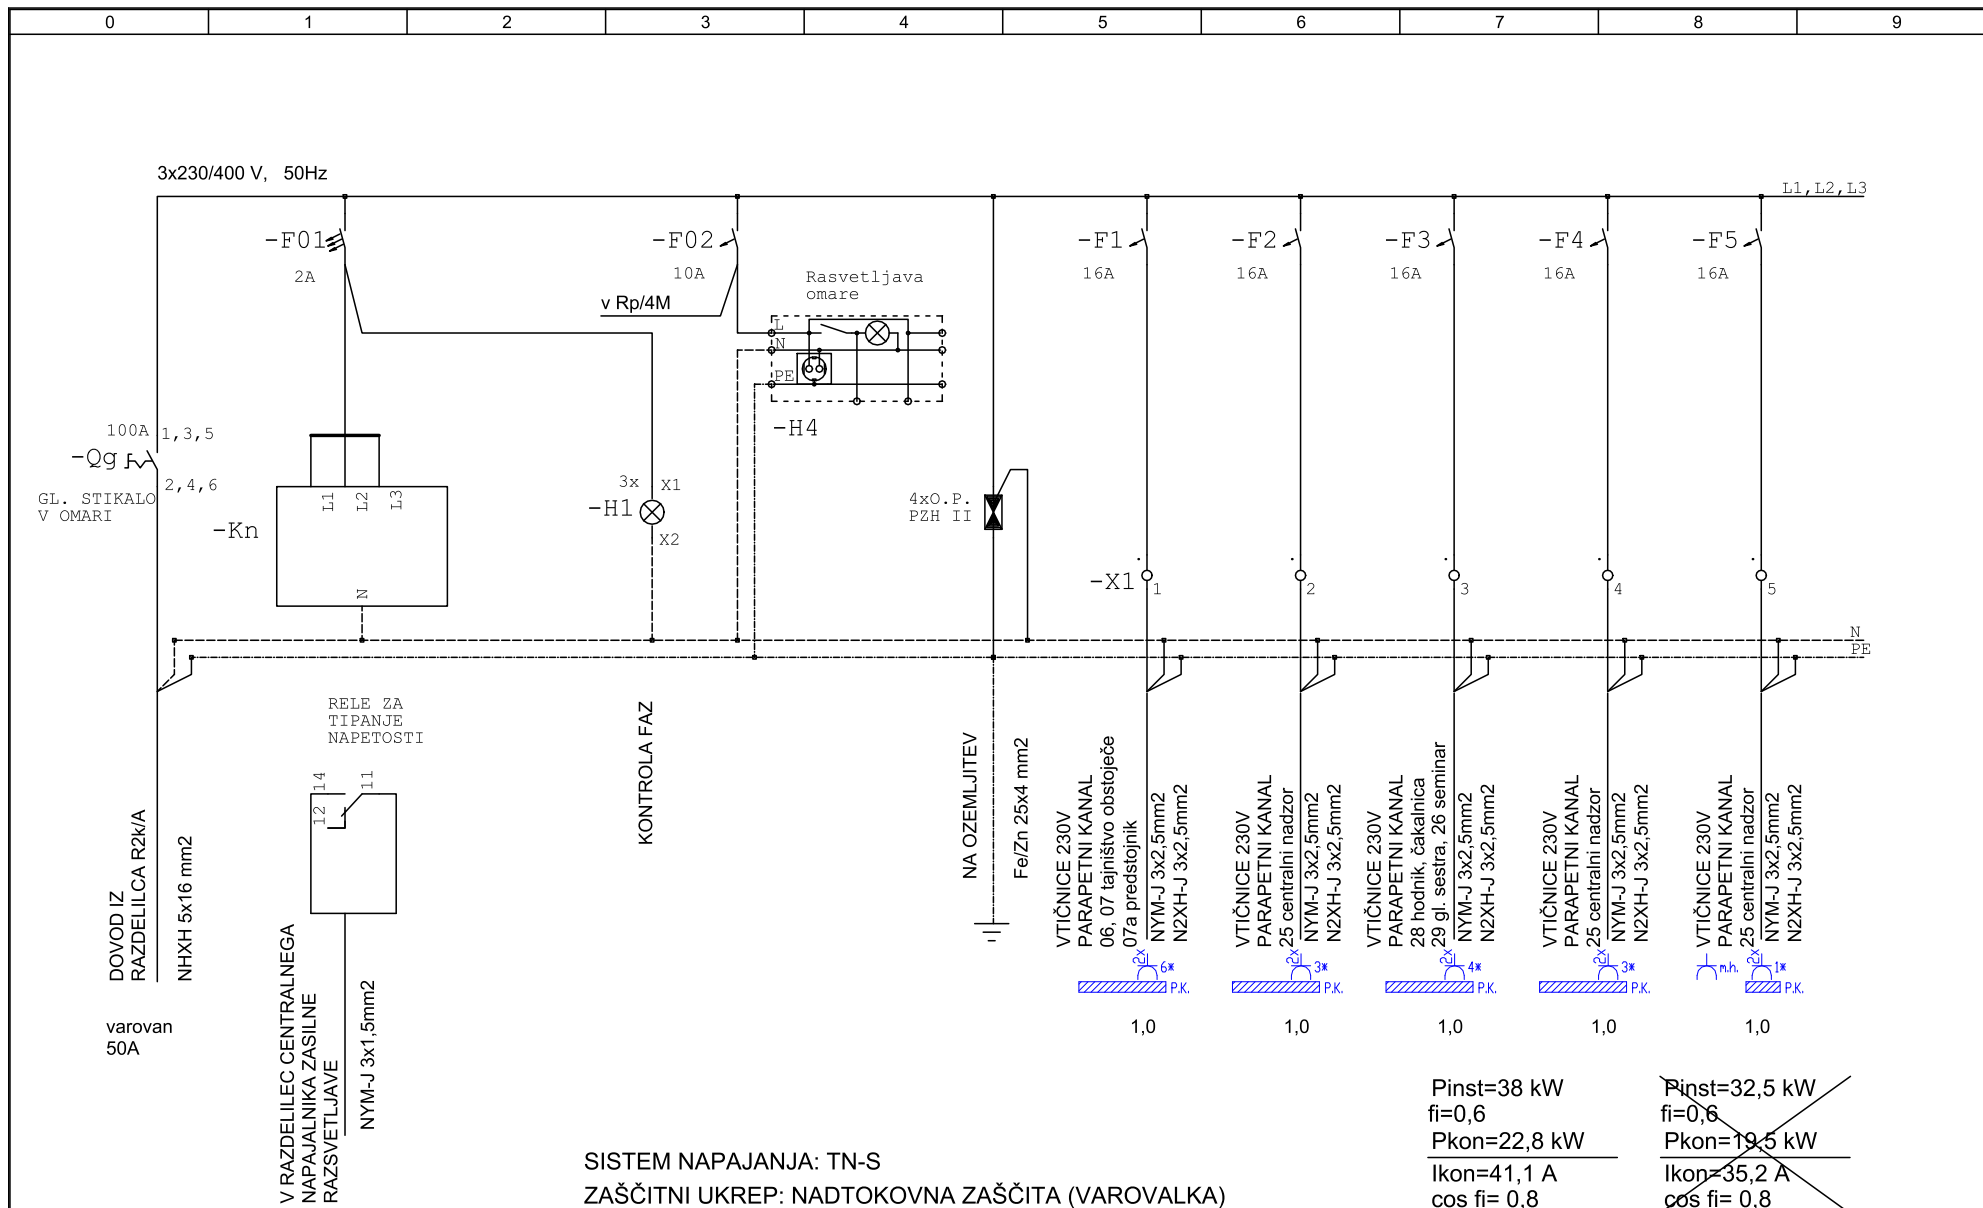 0 1 2 3 4 5 6 7 8 9
3x230/400 V, 50Hz
L1,L2,L3
-F01
2A
-F02
10A
v Rp/4M
Rasvetljava
omare
L
N
PE
-H4
-F1
16A
-F2
16A
-F3
16A
-F4
16A
-F5
16A
100A
1,3,5
-Qg
2,4,6
GL. STIKALO
V OMARI
-Kn
L1
L2
L3
N
3x
X1
-H1
X2
4xO.P.
PZH II
-X1
1
2
3
4
5
N
PE
RELE ZA
TIPANJE
NAPETOSTI
14
11
12
DOVOD IZ
RAZDELILCA R2k/A
NHXH 5x16 mm2
varovan
50A
V RAZDELILEC CENTRALNEGA
NAPAJALNIKA ZASILNE
RAZSVETLJAVE
NYM-J 3x1,5mm2
KONTROLA FAZ
NA OZEMLJITEV
Fe/Zn 25x4 mm2
VTIČNICE 230V
PARAPETNI KANAL
06, 07 tajništvo obstoječe
07a predstojnik
NYM-J 3x2,5mm2
N2XH-J 3x2,5mm2
2x
6*
P.K.
1,0
VTIČNICE 230V
PARAPETNI KANAL
25 centralni nadzor
NYM-J 3x2,5mm2
N2XH-J 3x2,5mm2
2x
3*
P.K.
1,0
VTIČNICE 230V
PARAPETNI KANAL
28 hodnik, čakalnica
29 gl. sestra, 26 seminar
NYM-J 3x2,5mm2
N2XH-J 3x2,5mm2
2x
4*
P.K.
1,0
VTIČNICE 230V
PARAPETNI KANAL
25 centralni nadzor
NYM-J 3x2,5mm2
N2XH-J 3x2,5mm2
2x
3*
P.K.
1,0
VTIČNICE 230V
PARAPETNI KANAL
25 centralni nadzor
NYM-J 3x2,5mm2
N2XH-J 3x2,5mm2
m.h.
2x
1*
P.K.
1,0
Pinst=38 kW
fi=0,6
Pkon=22,8 kW
Ikon=41,1 A
cos fi= 0,8
Pinst=32,5 kW
fi=0,6
Pkon=19,5 kW
Ikon=35,2 A
cos fi= 0,8
SISTEM NAPAJANJA: TN-S
ZAŠČITNI UKREP: NADTOKOVNA ZAŠČITA (VAROVALKA)